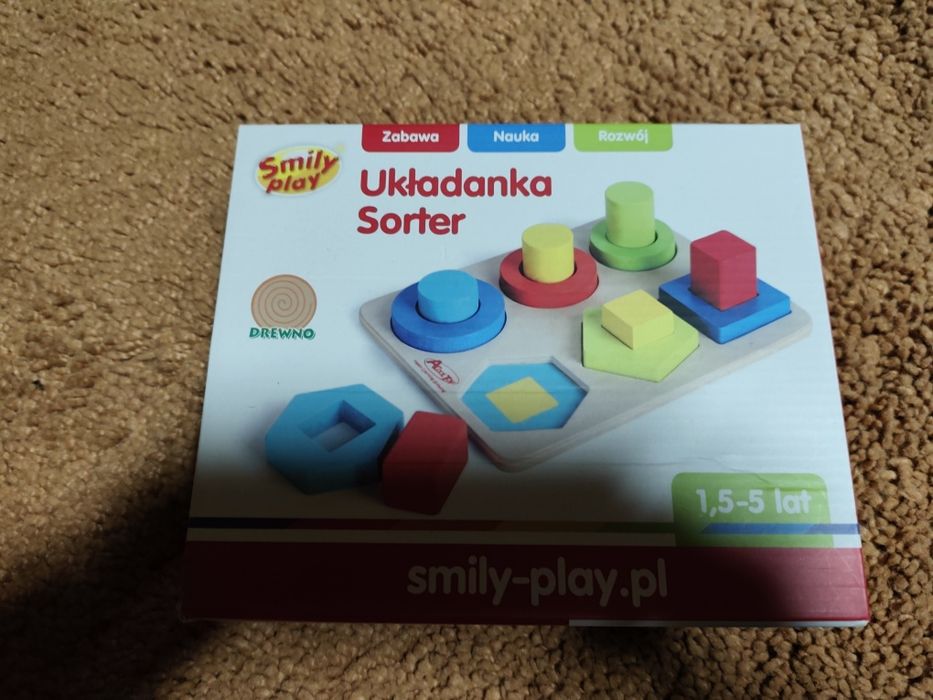 Zabawa
Nauka
Rozwój
Smily
play
Układanka
Sorter
DREWNO
1,5-5 lat
smily-play.pl